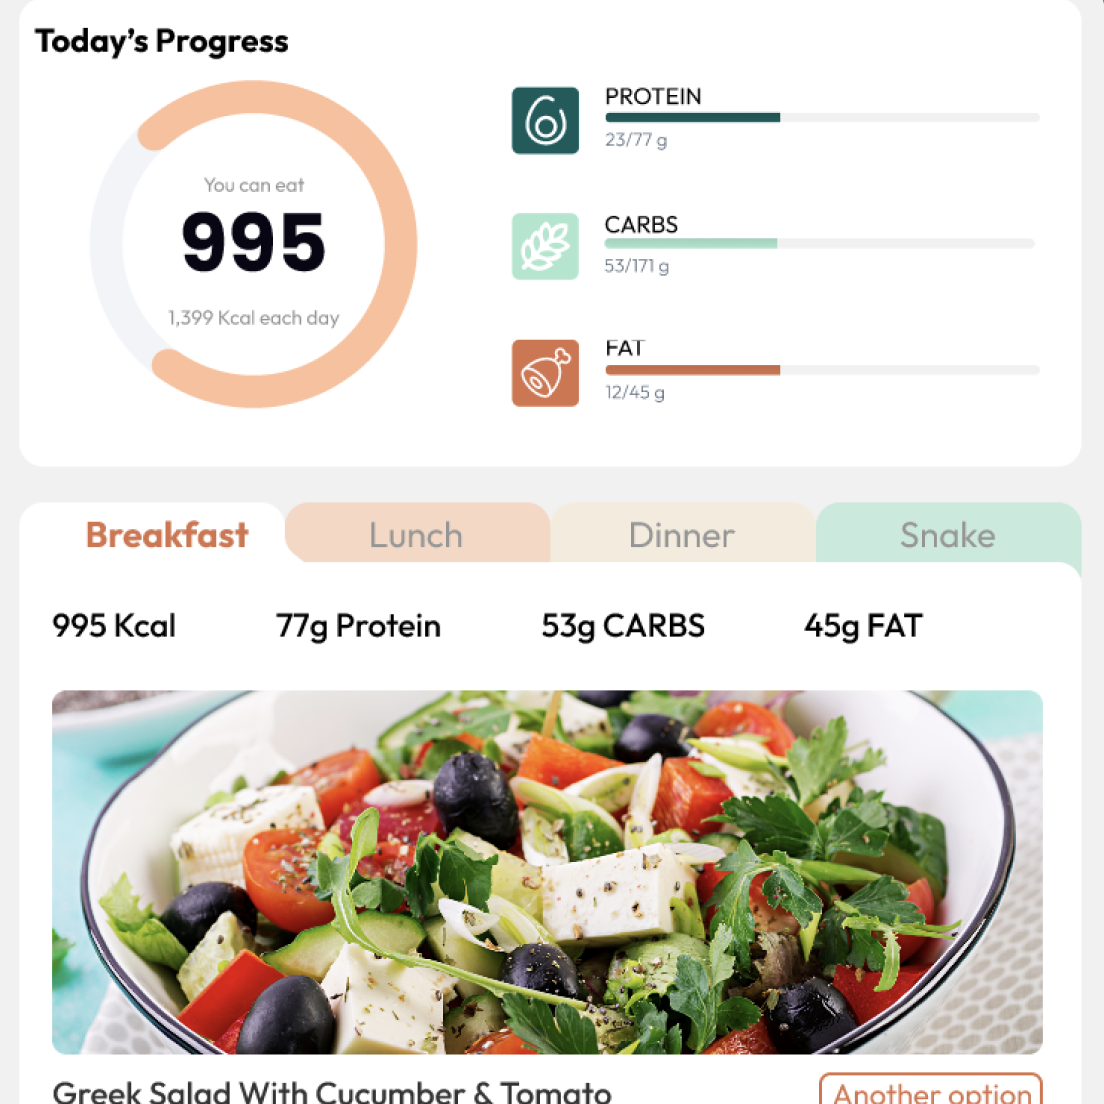 Today's Progress
You can eat
995
1,399 Kcal each day
PROTEIN
23/77 g
CARBS
53/171 g
FAT
12/45 g
Breakfast
Lunch
Dinner
Snake
995 Kcal
77g Protein
53g CARBS
45g FAT
Greek Salad With Cucumber & Tomato
Another option